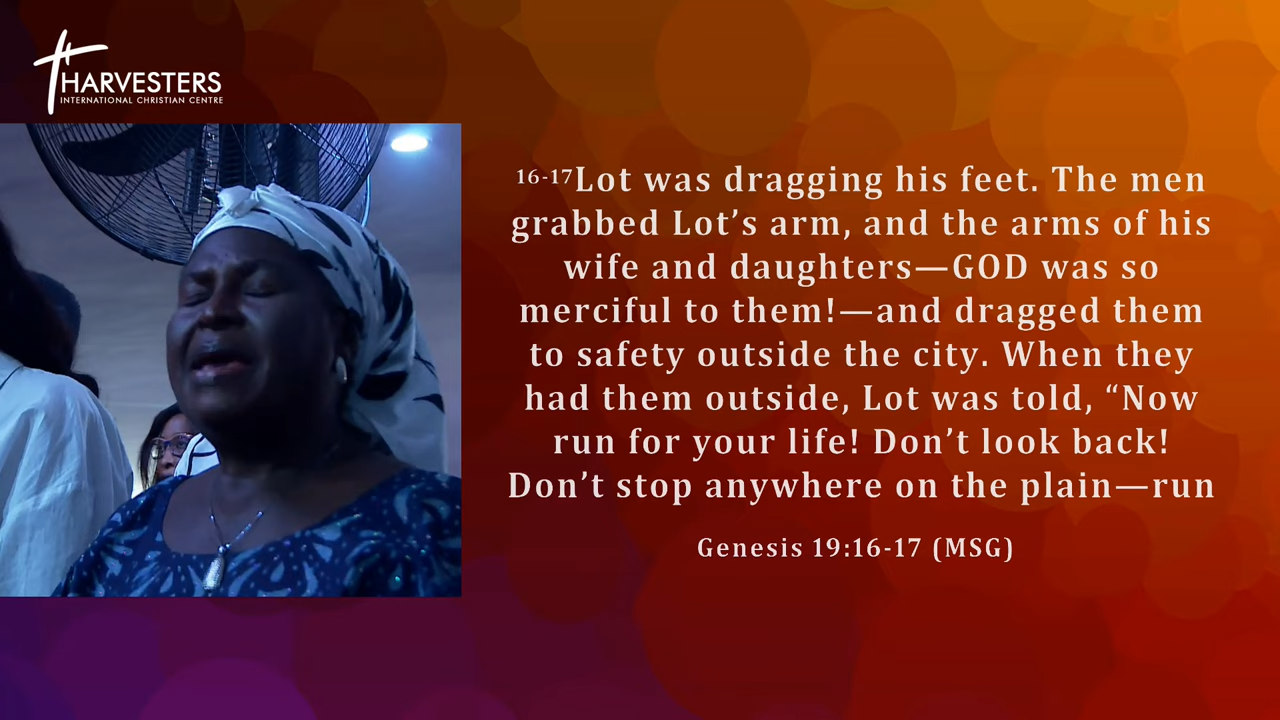 HARVESTERS
INTERNATIONAL CHRISTIAN CENTRE
16-17Lot was dragging his feet. The men
grabbed Lot’s arm, and the arms of his
wife and daughters—GOD was so
merciful to them!—and dragged them
to safety outside the city. When they
had them outside, Lot was told, “Now
run for your life! Don’t look back!
Don’t stop anywhere on the plain—run
Genesis 19:16-17 (MSG)